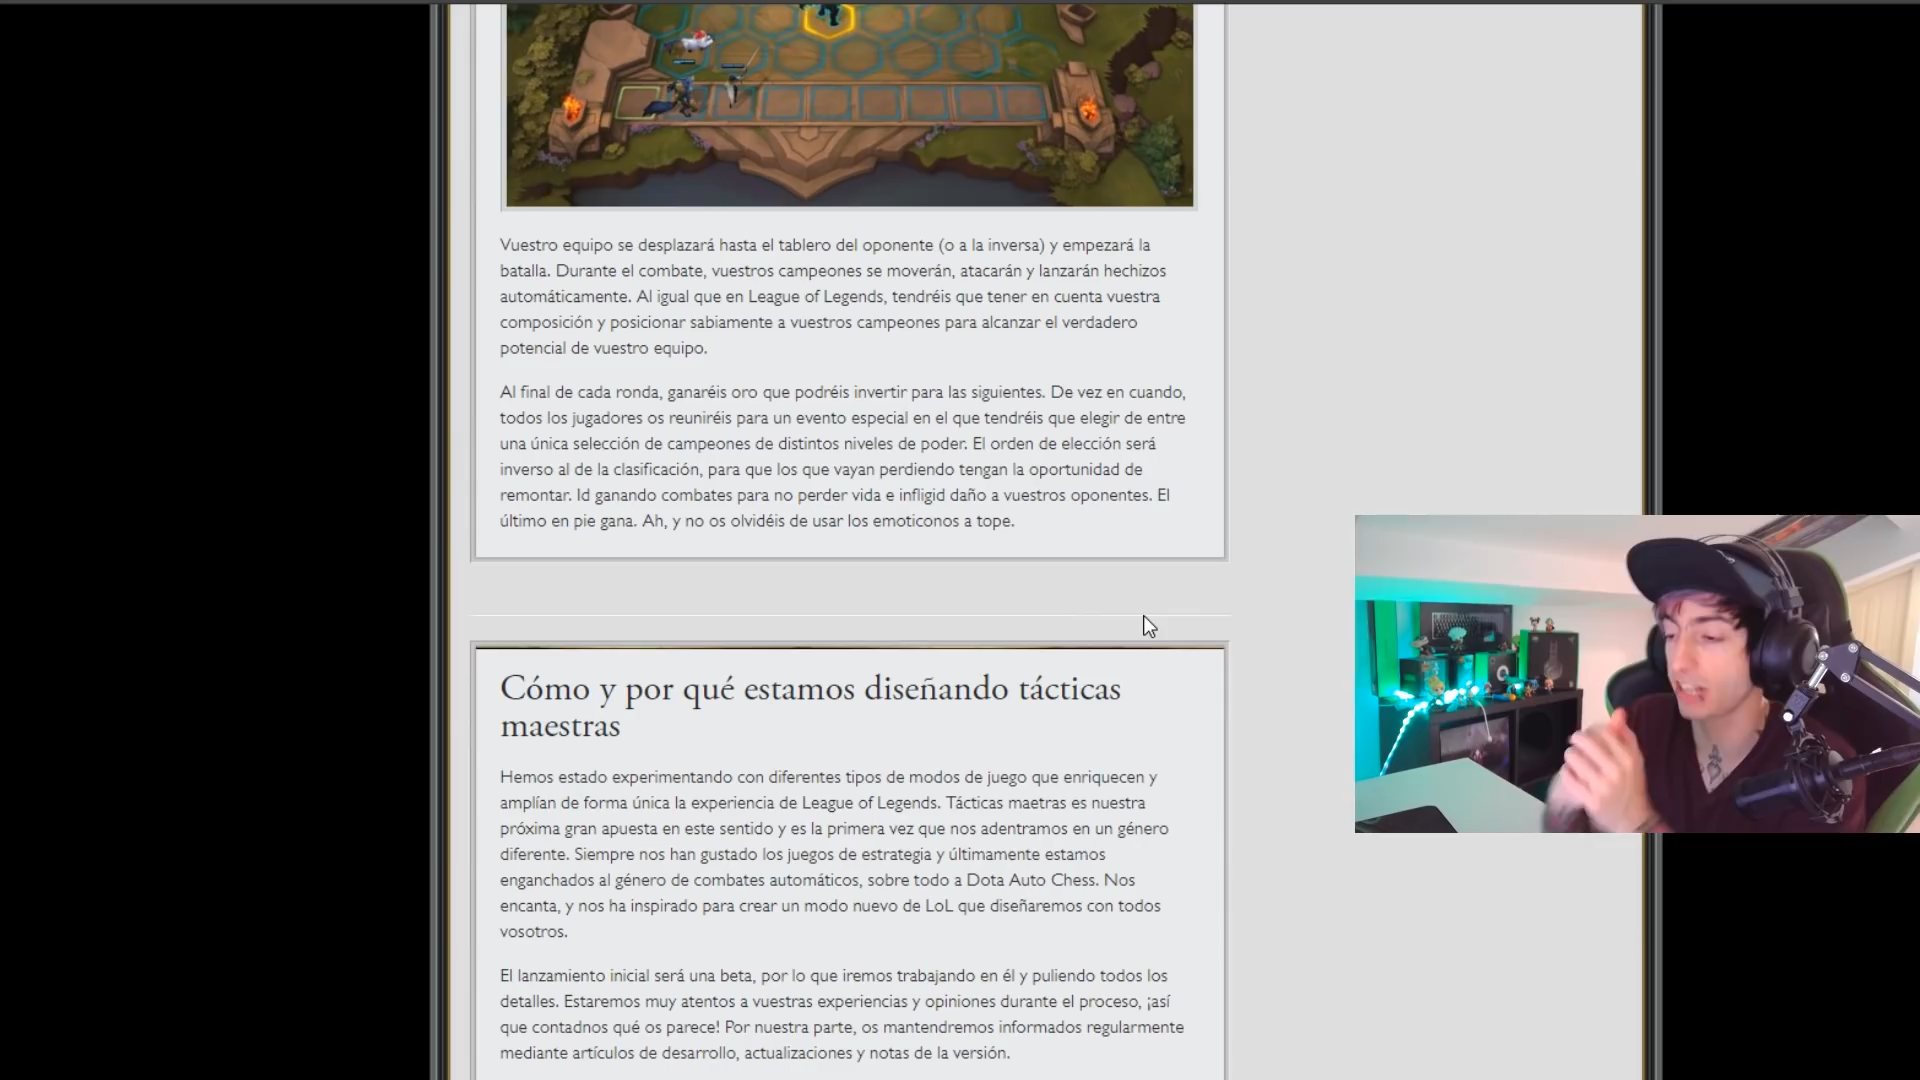 Vuestro equipo se desplazará hasta el tablero del oponente (o a la inversa) y empezará la
batalla. Durante el combate, vuestros campeones se moverán, atacarán y lanzarán hechizos
automáticamente. Al igual que en League of Legends, tendréis que tener en cuenta vuestra
composición y posicionar sabiamente a vuestros campeones para alcanzar el verdadero
potencial de vuestro equipo.
Al final de cada ronda, ganaréis oro que podréis invertir para las siguientes. De vez en cuando,
todos los jugadores os reuniréis para un evento especial en el que tendréis que elegir de entre
una única selección de campeones de distintos niveles de poder. El orden de elección será
inverso al de la clasificación, para que los que vayan perdiendo tengan la oportunidad de
remontar. Id ganando combates para no perder vida e infligid daño a vuestros oponentes. El
último en pie gana. Ah, y no os olvidéis de usar los emoticonos a tope.
Cómo y por qué estamos diseñando tácticas
maestras
Hemos estado experimentando con diferentes tipos de modos de juego que enriquecen y
amplían de forma única la experiencia de League of Legends. Tácticas maetras es nuestra
próxima gran apuesta en este sentido y es la primera vez que nos adentramos en un género
diferente. Siempre nos han gustado los juegos de estrategia y últimamente estamos
enganchados al género de combates automáticos, sobre todo a Dota Auto Chess. Nos
encanta, y nos ha inspirado para crear un modo nuevo de LoL que diseñaremos con todos
vosotros.
El lanzamiento inicial será una beta, por lo que iremos trabajando en él y puliendo todos los
detalles. Estaremos muy atentos a vuestras experiencias y opiniones durante el proceso, ¡así
que contadnos qué os parece! Por nuestra parte, os mantendremos informados regularmente
mediante artículos de desarrollo, actualizaciones y notas de la versión.